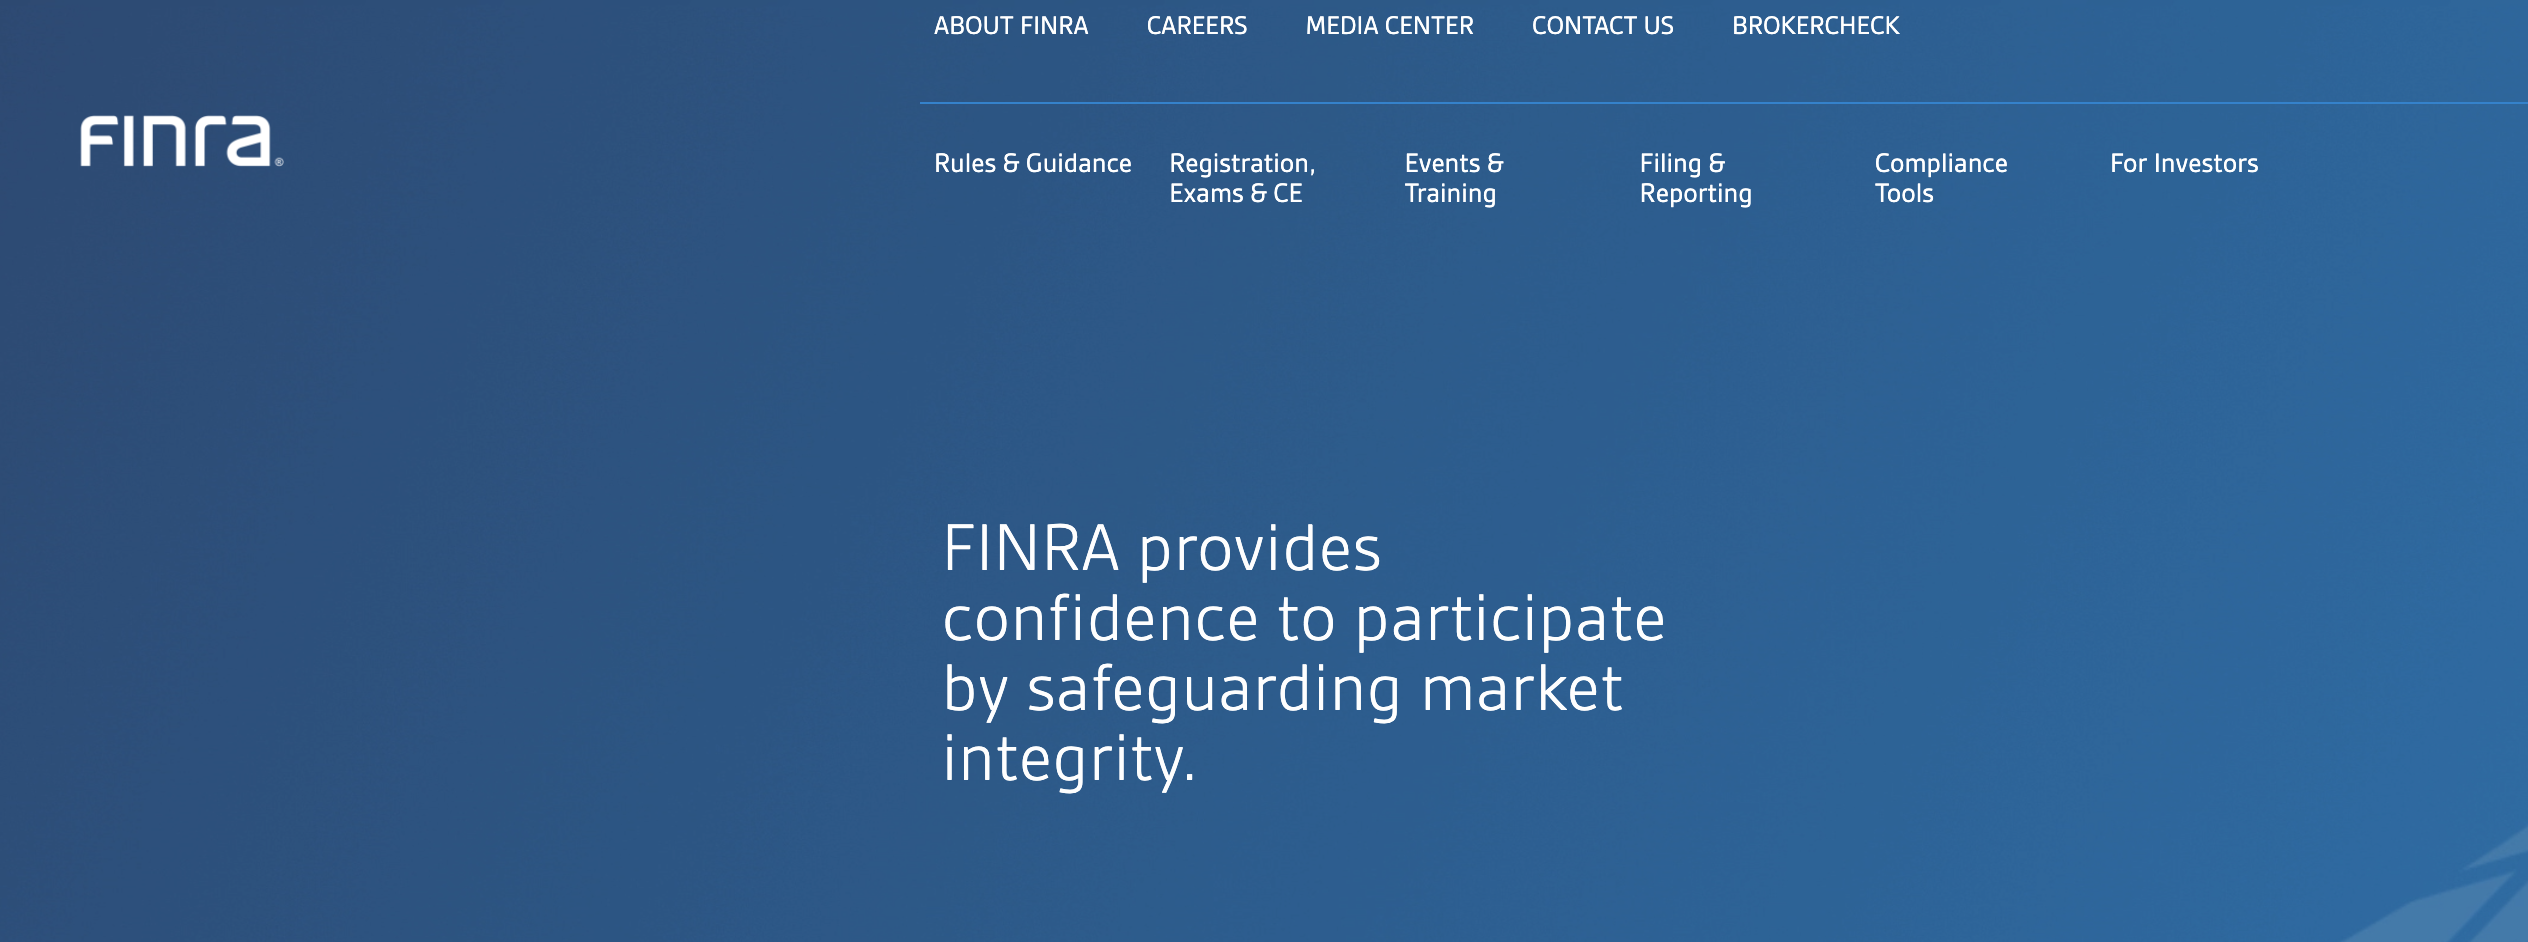 ABOUT FINRA CAREERS MEDIA CENTER CONTACT US BROKERCHECK
Finra®
Rules & Guidance
Registration,
Exams & CE
Events &
Training
Filing &
Reporting
Compliance
Tools
For Investors
FINRA provides
confidence to participate
by safeguarding market
integrity.